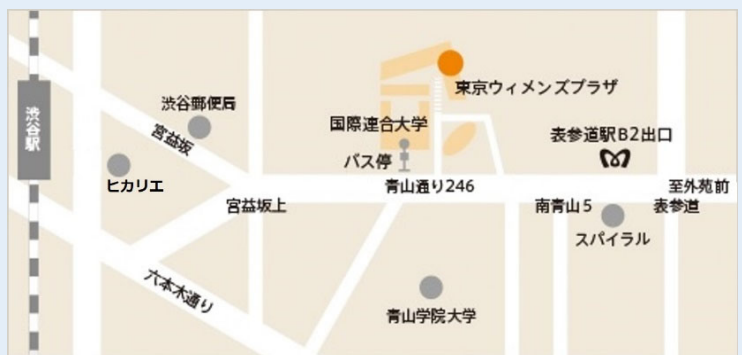 東京ウィメンズプラザ
渋谷郵便局
渋谷駅
国際連合大学
表参道駅B2出口
宮益坂
バス停
ヒカリエ
青山通り246
至外苑前
宮益坂上
南青山5
表参道
スパイラル
六本木通り
青山学院大学